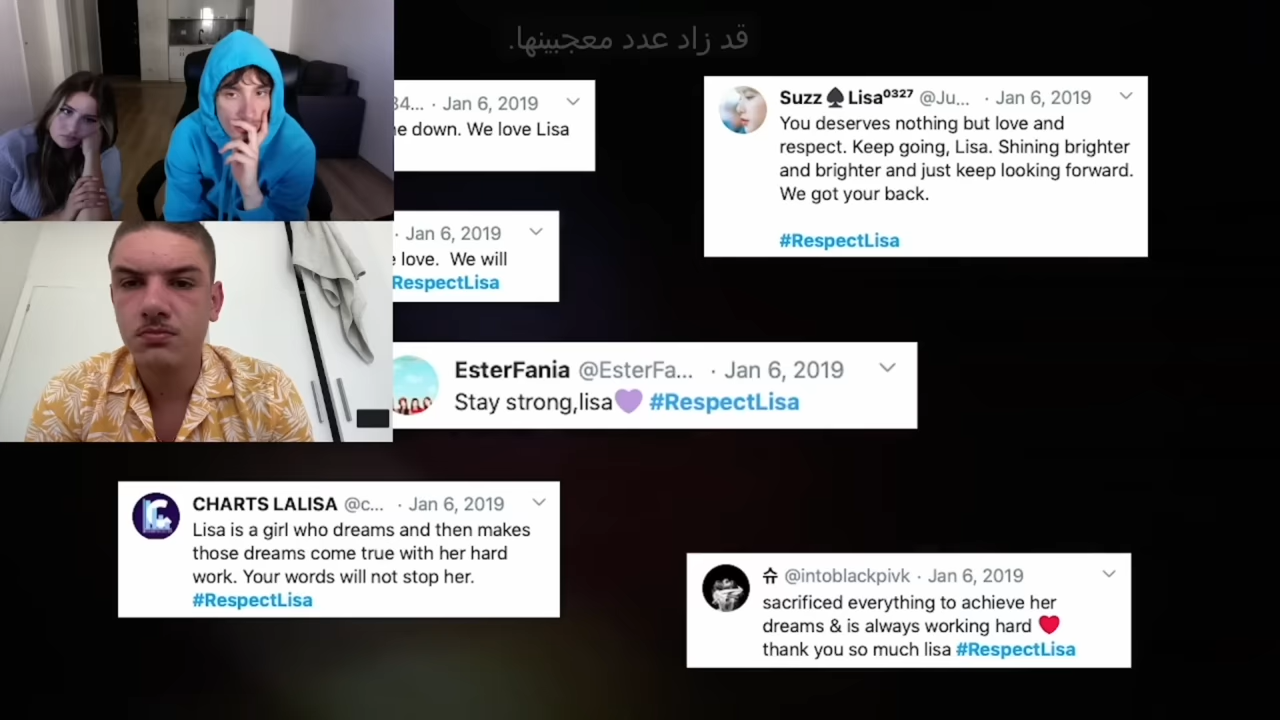 قد زاد عدد معجبينها.
34... · Jan 6, 2019
e down. We love Lisa
Suzz♠Lisa⁰³²⁷ @Ju... · Jan 6, 2019
You deserves nothing but love and
respect. Keep going, Lisa. Shining brighter
and brighter and just keep looking forward.
We got your back.
#RespectLisa
· Jan 6, 2019
love. We will
RespectLisa
EsterFania @EsterFa... · Jan 6, 2019
Stay strong,lisa💜 #RespectLisa
CHARTS LALISA @c... · Jan 6, 2019
Lisa is a girl who dreams and then makes
those dreams come true with her hard
work. Your words will not stop her.
#RespectLisa
슈 @intoblackpivk · Jan 6, 2019
sacrificed everything to achieve her
dreams & is always working hard ❤️
thank you so much lisa #RespectLisa